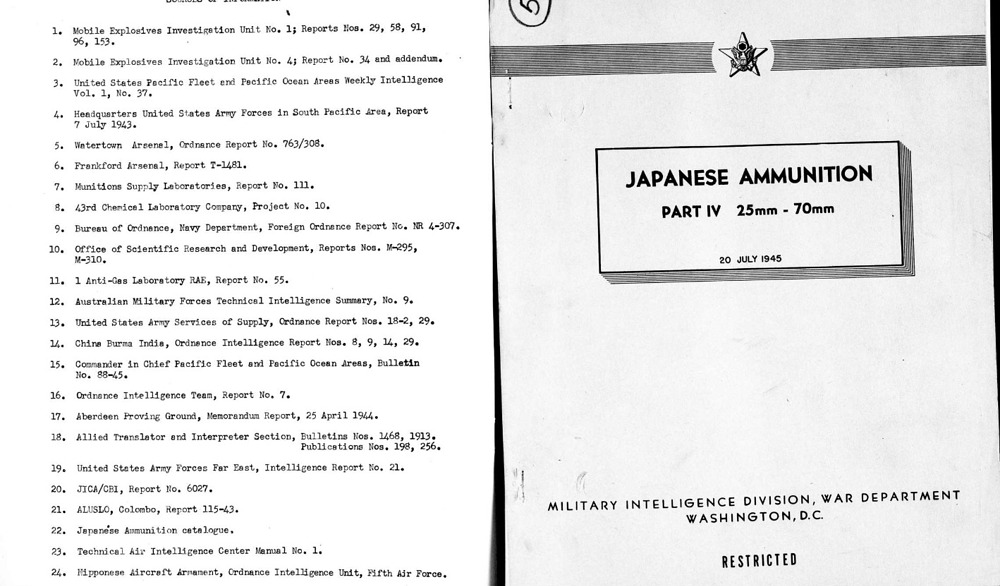 SOURCES OF INFORMATION
1. Mobile Explosives Investigation Unit No. 1; Reports Nos. 29, 58, 91,
96, 153.
2. Mobile Explosives Investigation Unit No. 4; Report No. 34 and addendum.
3. United States Pacific Fleet and Pacific Ocean Areas Weekly Intelligence
Vol. 1, No. 37.
4. Headquarters United States Army Forces in South Pacific Area, Report
7 July 1943.
5. Watertown Arsenal, Ordnance Report No. 763/308.
6. Frankford Arsenal, Report T-1481.
7. Munitions Supply Laboratories, Report No. 111.
8. 43rd Chemical Laboratory Company, Project No. 10.
9. Bureau of Ordnance, Navy Department, Foreign Ordnance Report No. NR 4-307.
10. Office of Scientific Research and Development, Reports Nos. M-295,
M-310.
11. 1 Anti-Gas Laboratory RAE, Report No. 55.
12. Australian Military Forces Technical Intelligence Summary, No. 9.
13. United States Army Services of Supply, Ordnance Report Nos. 18-2, 29.
14. China Burma India, Ordnance Intelligence Report Nos. 8, 9, 14, 29.
15. Commander in Chief Pacific Fleet and Pacific Ocean Areas, Bulletin
No. 88-45.
16. Ordnance Intelligence Team, Report No. 7.
17. Aberdeen Proving Ground, Memorandum Report, 25 April 1944.
18. Allied Translator and Interpreter Section, Bulletins Nos. 1468, 1913.
Publications Nos. 198, 256.
19. United States Army Forces Far East, Intelligence Report No. 21.
20. JICA/CBI, Report No. 6027.
21. ALUSLO, Colombo, Report 115-43.
22. Japanese Ammunition catalogue.
23. Technical Air Intelligence Center Manual No. 1.
24. Nipponese Aircraft Armament, Ordnance Intelligence Unit, Fifth Air Force.
5
JAPANESE AMMUNITION
PART IV 25mm - 70mm
20 JULY 1945
MILITARY INTELLIGENCE DIVISION, WAR DEPARTMENT
WASHINGTON, D.C.
RESTRICTED